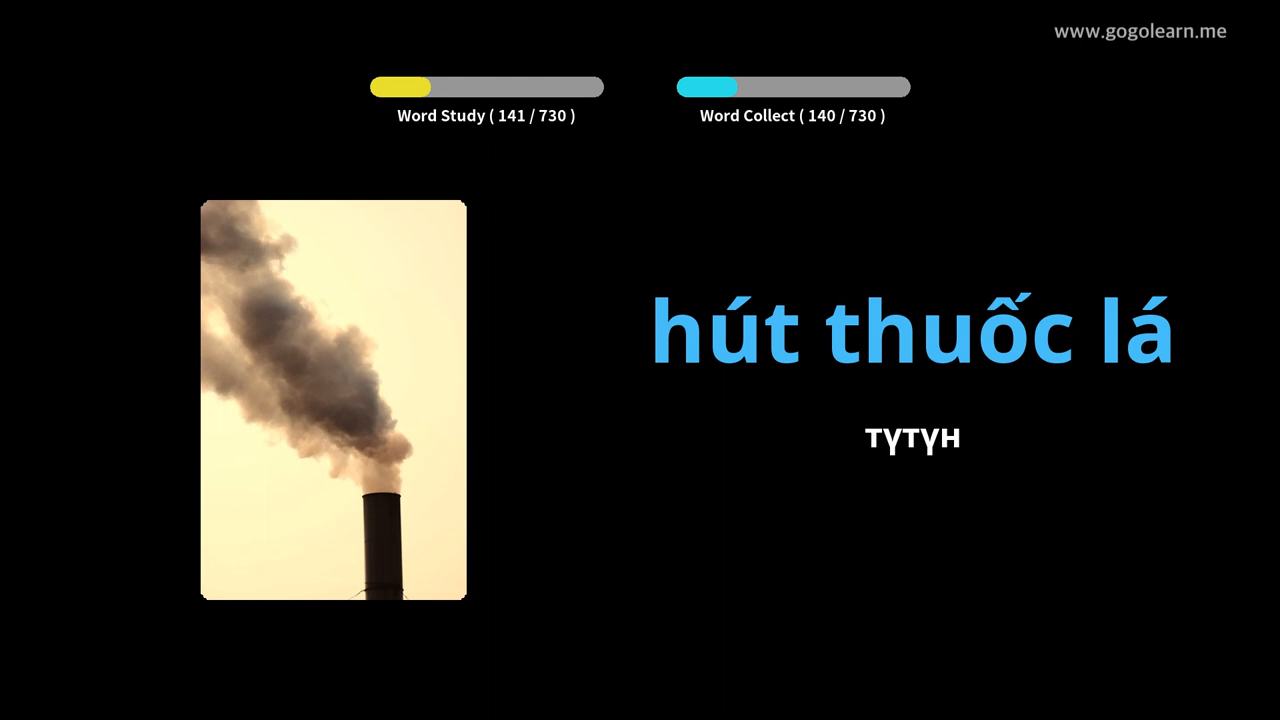 www.gogolearn.me
Word Study ( 141 / 730 )
Word Collect ( 140 / 730 )
hút thuốc lá
түтүн